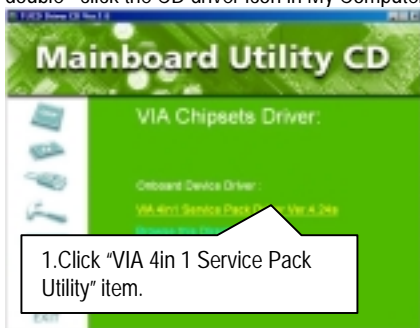 double -click the CD driver icon in My Computer
Mainboard Utility CD
VIA Chipsets Driver:
Onboard Device Driver :
VIA 4in1 Service Pack Ver 4.24a
1.Click “VIA 4in 1 Service Pack
Utility” item.
EXIT